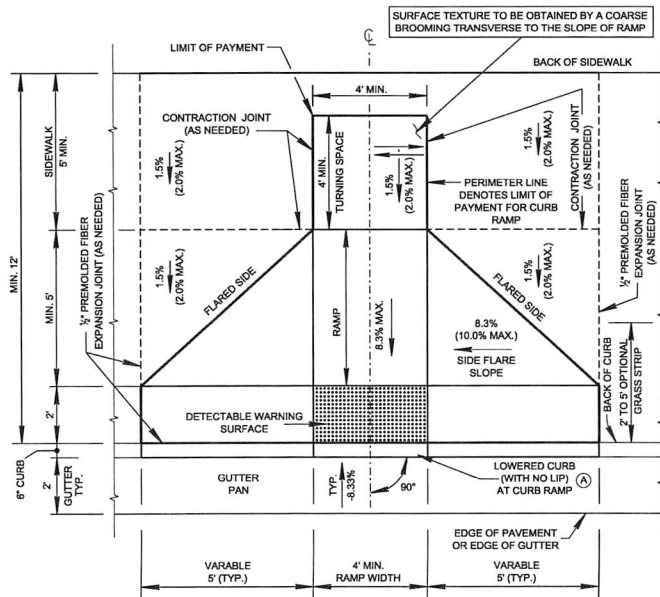 SURFACE TEXTURE TO BE OBTAINED BY A COARSE
BROOMING TRANSVERSE TO THE SLOPE OF RAMP
℄
LIMIT OF PAYMENT
BACK OF SIDEWALK
4' MIN.
CONTRACTION JOINT
(AS NEEDED)
SIDEWALK
5' MIN.
1.5%
(2.0% MAX.)
4' MIN.
TURNING SPACE
1.5%
(2.0% MAX.)
1.5%
(2.0% MAX.)
CONTRACTION JOINT
(AS NEEDED)
PERIMETER LINE
DENOTES LIMIT OF
PAYMENT FOR CURB
RAMP
½" PREMOLDED FIBER
EXPANSION JOINT
(AS NEEDED)
MIN. 12'
½" PREMOLDED FIBER
EXPANSION JOINT (AS NEEDED)
MIN. 5'
1.5%
(2.0% MAX.)
FLARED SIDE
RAMP
8.3%
(8.3% MAX.)
FLARED SIDE
1.5%
(2.0% MAX.)
8.3%
(10.0% MAX.)
SIDE FLARE
SLOPE
BACK OF CURB
2' TO 5' OPTIONAL
GRASS STRIP
2'
DETECTABLE WARNING
SURFACE
6" CURB
2'
GUTTER
TYP.
GUTTER
PAN
TYP.
-8.33%
90°
LOWERED CURB
(WITH NO LIP) A
AT CURB RAMP
EDGE OF PAVEMENT
OR EDGE OF GUTTER
VARABLE
5' (TYP.)
4' MIN.
RAMP WIDTH
VARABLE
5' (TYP.)